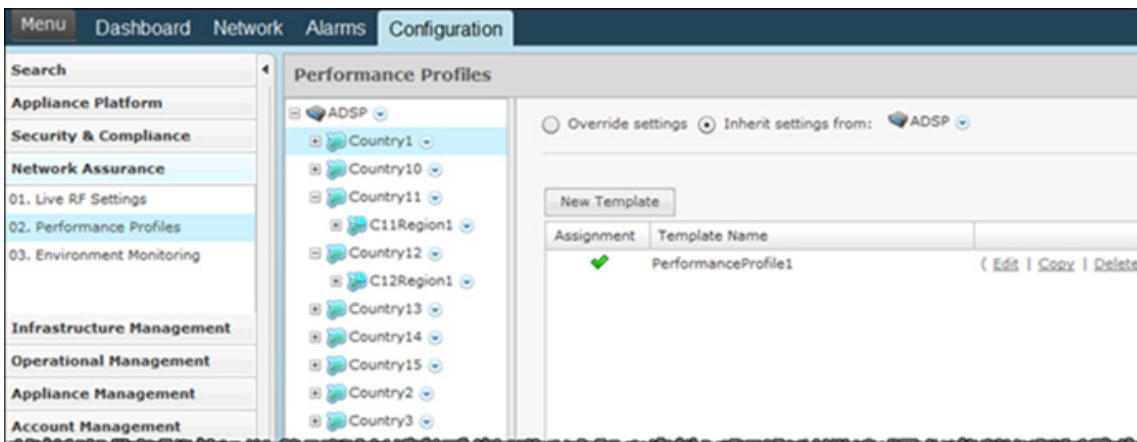 Menu Dashboard Network Alarms Configuration
Search
Appliance Platform
Security & Compliance
Network Assurance
01. Live RF Settings
02. Performance Profiles
03. Environment Monitoring
Infrastructure Management
Operational Management
Appliance Management
Account Management
Performance Profiles
ADSP
Country1
Country10
Country11
C11Region1
Country12
C12Region1
Country13
Country14
Country15
Country2
Country3
Override settings Inherit settings from: ADSP
New Template
Assignment Template Name
PerformanceProfile1 ( Edit | Copy | Delete